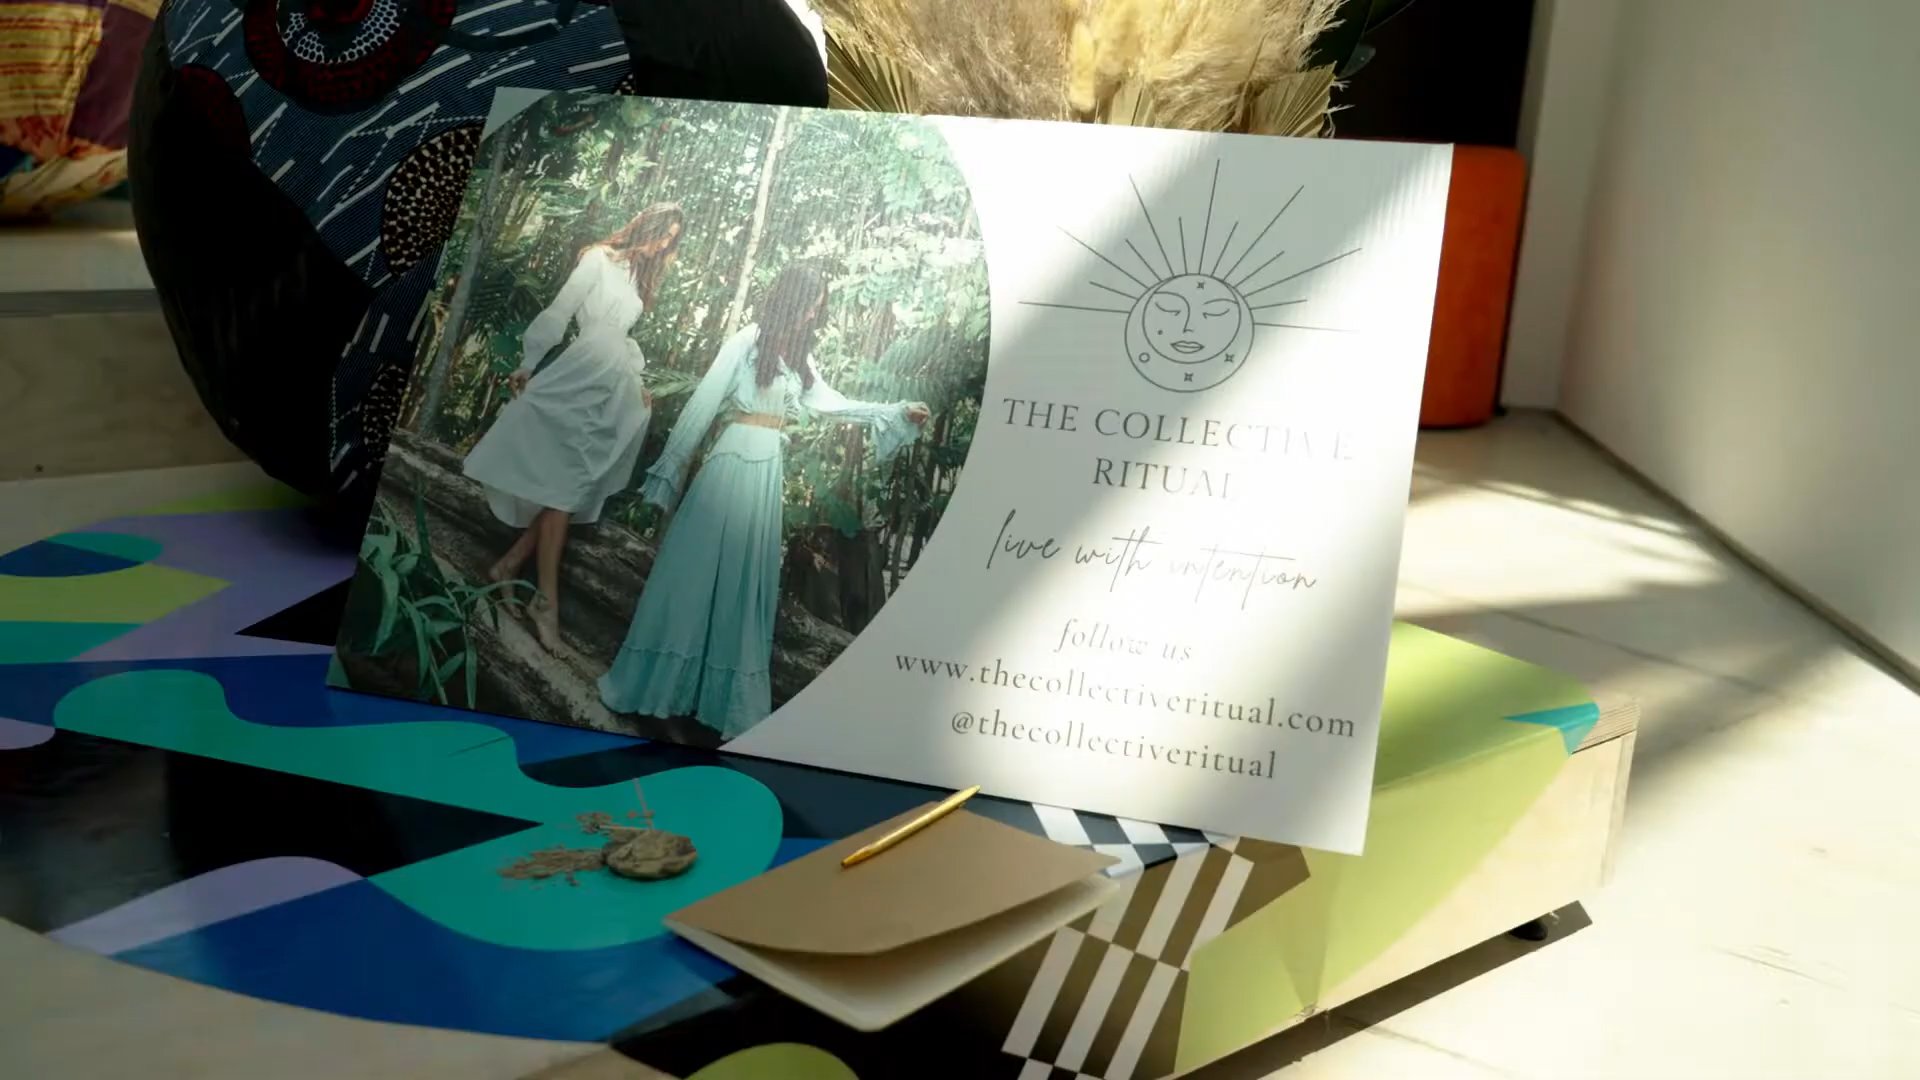 THE COLLECTIVE
RITUAL
live with intention
follow us
www.thecollectiveritual.com
@thecollectiveritual